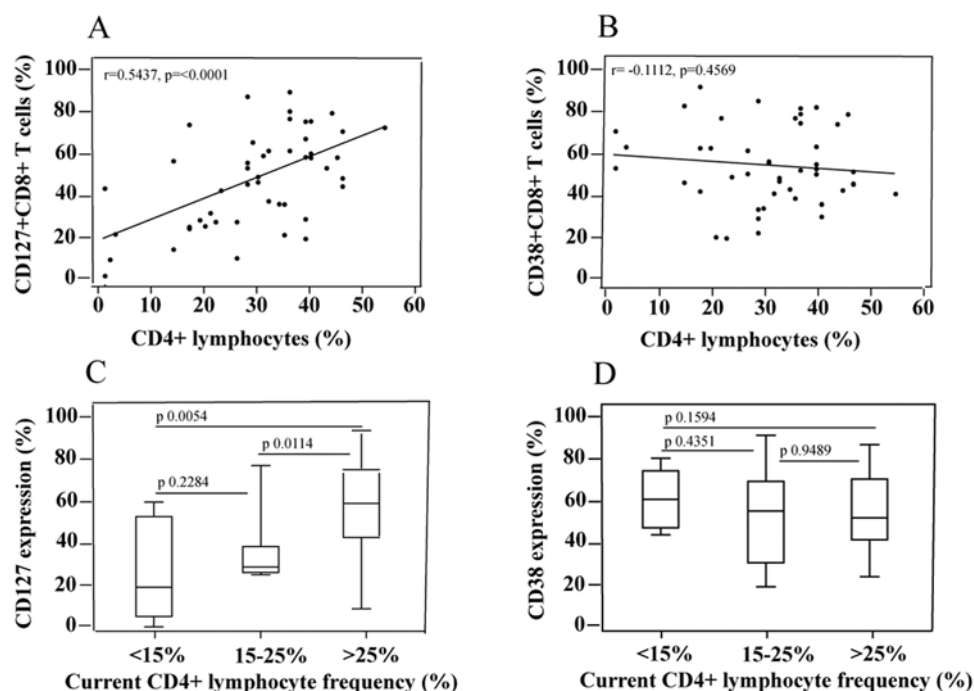 A
r=0.5437, p=<0.0001
CD127+CD8+ T cells (%)
100
80
60
40
20
0
0 10 20 30 40 50 60
CD4+ lymphocytes (%)
B
r= -0.1112, p=0.4569
CD38+CD8+ T cells (%)
100
80
60
40
20
0
0 10 20 30 40 50 60
CD4+ lymphocytes (%)
C
p 0.0054
p 0.0114
p 0.2284
CD127 expression (%)
100
80
60
40
20
0
<15% 15-25% >25%
Current CD4+ lymphocyte frequency (%)
D
p 0.1594
p 0.4351
p 0.9489
CD38 expression (%)
100
80
60
40
20
0
<15% 15-25% >25%
Current CD4+ lymphocyte frequency (%)